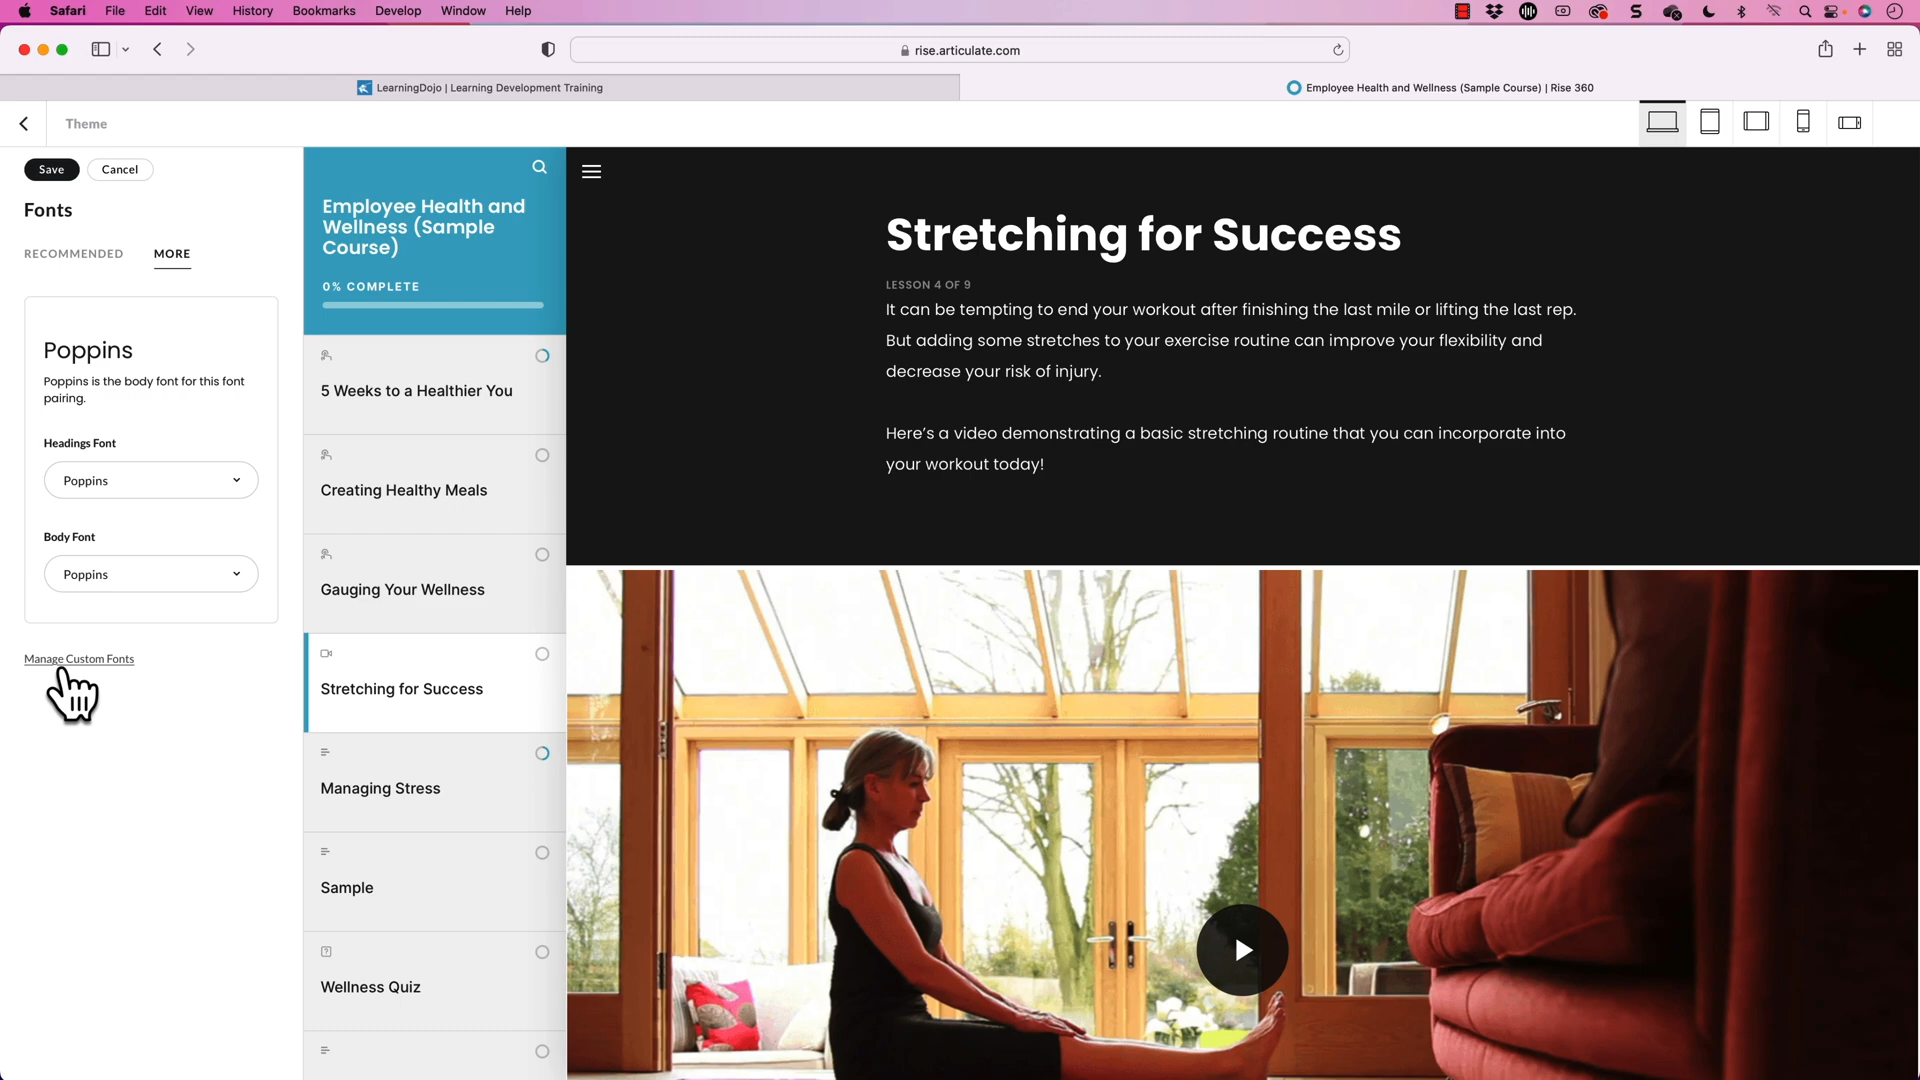 Safari File Edit View History Bookmarks Develop Window Help
rise.articulate.com
LearningDojo | Learning Development Training
Employee Health and Wellness (Sample Course) | Rise 360
Theme
Save Cancel
Fonts
RECOMMENDED MORE
Poppins
Poppins is the body font for this font
pairing.
Headings Font
Poppins
Body Font
Poppins
Manage Custom Fonts
Employee Health and
Wellness (Sample
Course)
0% COMPLETE
5 Weeks to a Healthier You
Creating Healthy Meals
Gauging Your Wellness
Stretching for Success
Managing Stress
Sample
Wellness Quiz
Stretching for Success
LESSON 4 OF 9
It can be tempting to end your workout after finishing the last mile or lifting the last rep.
But adding some stretches to your exercise routine can improve your flexibility and
decrease your risk of injury.
Here's a video demonstrating a basic stretching routine that you can incorporate into
your workout today!